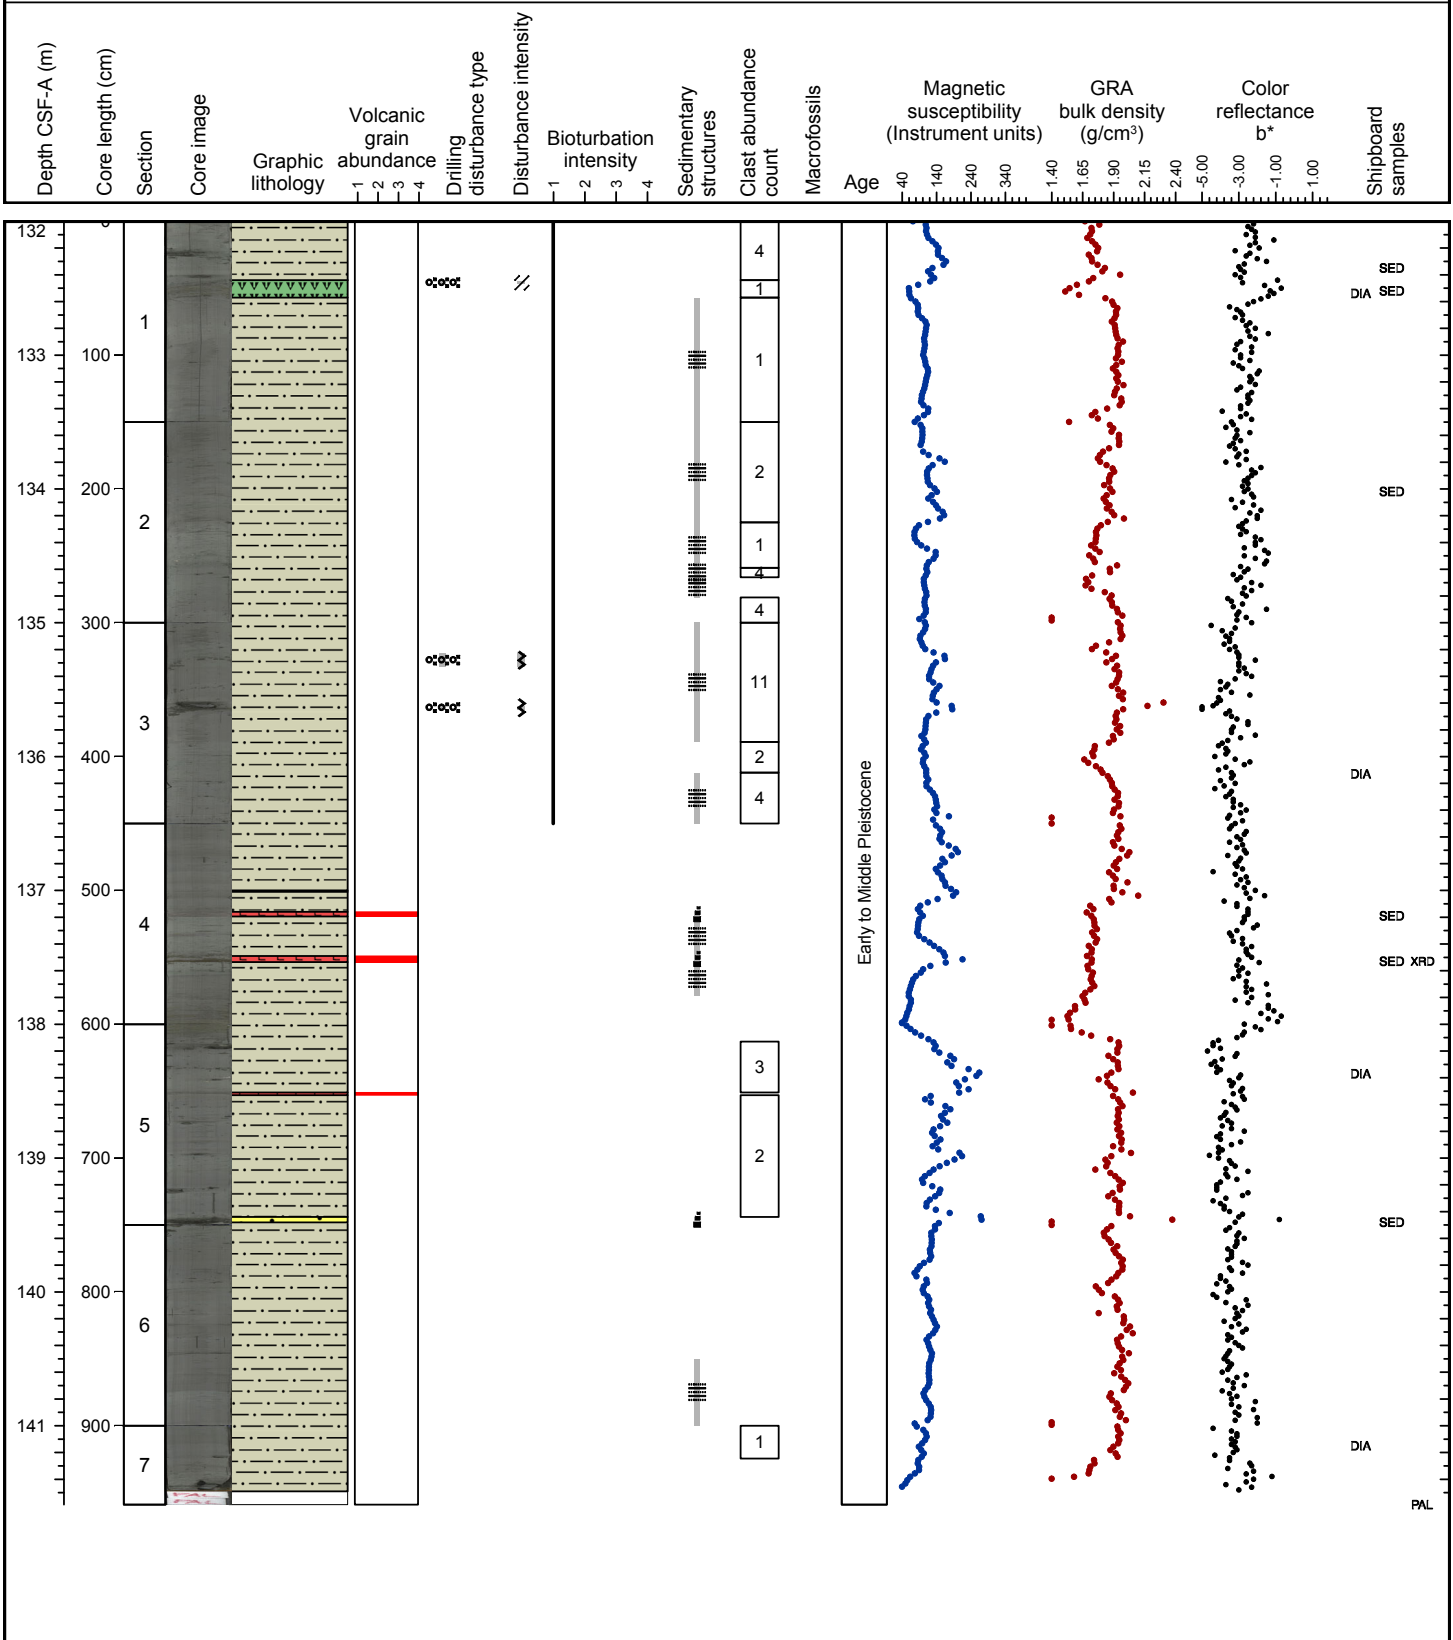 Depth CSF-A (m)
Core length (cm)
Section
Core image
Graphic
lithology
Volcanic
grain
abundance
1 2 3 4
Drilling
disturbance type
Disturbance intensity
Bioturbation
intensity
1 2 3 4
Sedimentary
structures
Clast abundance
count
Macrofossils
Age
Magnetic
susceptibility
(Instrument units)
40 140 240 340
GRA
bulk density
(g/cm³)
1.40 1.65 1.90 2.15 2.40
Color
reflectance
b*
-5.00 -3.00 -1.00 1.00
Shipboard
samples
132
133
134
135
136
137
138
139
140
141
0
100
200
300
400
500
600
700
800
900
1
2
3
4
5
6
7
4
1
1
2
1
4
4
11
2
4
3
2
1
Early to Middle Pleistocene
SED
DIA SED
SED
DIA
SED
SED XRD
DIA
SED
DIA
PAL
PAL
PAL